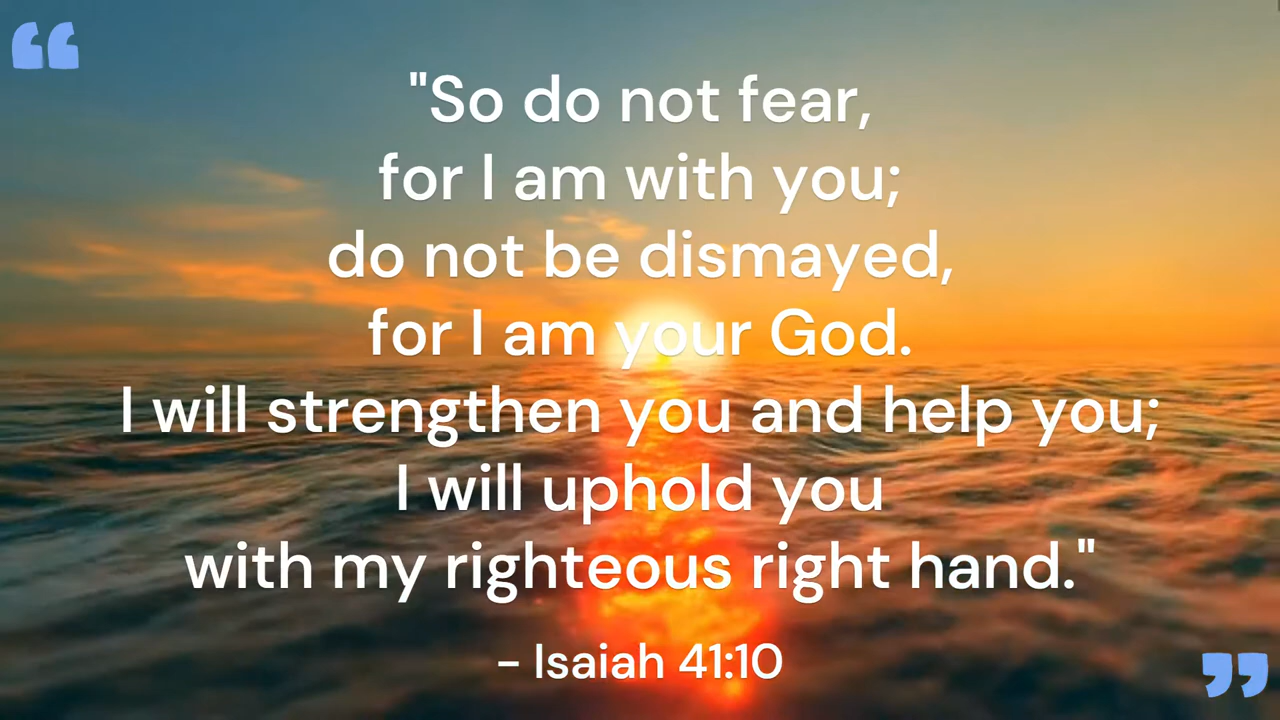 "So do not fear,
for I am with you;
do not be dismayed,
for I am your God.
I will strengthen you and help you;
I will uphold you
with my righteous right hand."
– Isaiah 41:10